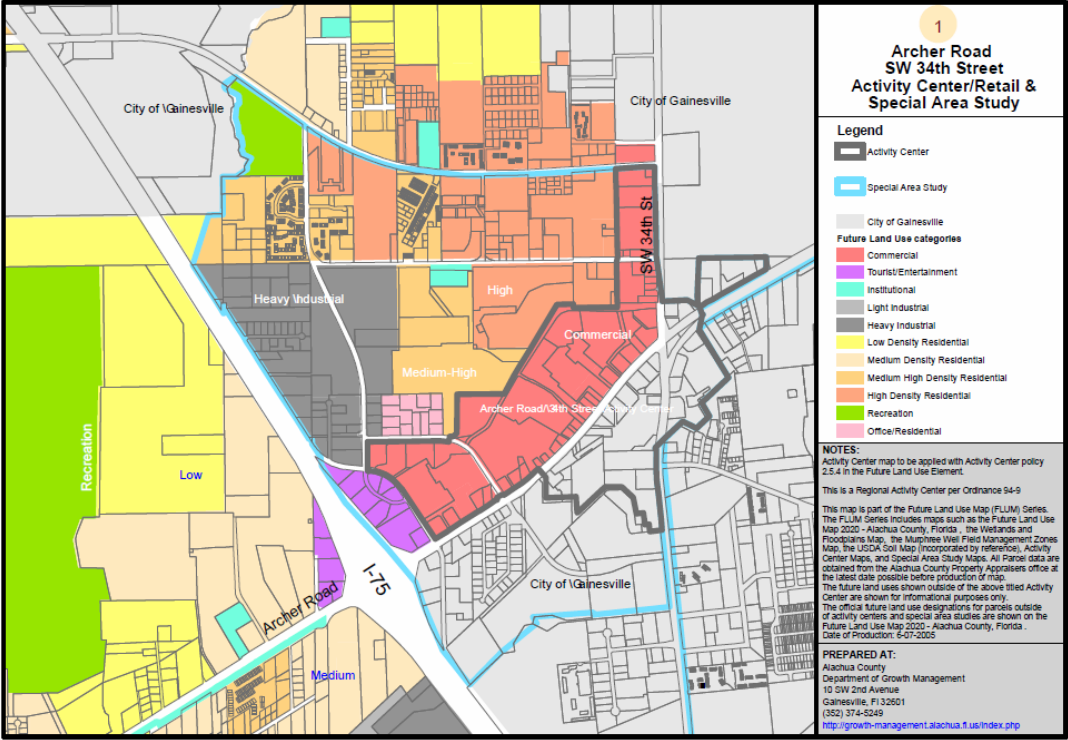 1
Archer Road
SW 34th Street
Activity Center/Retail &
Special Area Study
Legend
Activity Center
Special Area Study
City of Gainesville
Future Land Use categories
Commercial
Tourist/Entertainment
Institutional
Light Industrial
Heavy Industrial
Low Density Residential
Medium Density Residential
Medium High Density Residential
High Density Residential
Recreation
Office/Residential
NOTES:
Activity Center map to be applied with Activity Center policy
2.5.4 in the Future Land Use Element.
This is a Regional Activity Center per Ordinance 94-9
This map is part of the Future Land Use Map (FLUM) Series.
The FLUM Series includes maps such as the Future Land Use
Map 2020 - Alachua County, Florida , the Wetlands and
Floodplains Map, the Murphree Well Field Management Zones
Map, the USDA Soil Map (incorporated by reference), Activity
Center Maps, and Special Area Study Maps. All Parcel data are
obtained from the Alachua County Property Appraisers office at
the latest date possible before production of map.
The future land uses shown outside of the above titled Activity
Center are shown for informational purposes only.
The official future land use designations for parcels outside
of activity centers and special area studies are shown on the
Future Land Use Map 2020 - Alachua County, Florida .
Date of Production: 6-07-2005
PREPARED AT:
Alachua County
Department of Growth Management
10 SW 2nd Avenue
Gainesville, Fl 32601
(352) 374-5249
http://growth-management.alachua.fl.us/index.php
City of \Gainesville
City of Gainesville
SW 34th St
Heavy \Industrial
High
Commercial
Medium-High
Archer Road/\34th Street Center
Recreation
Low
I-75
Archer Road
City of \Gainesville
Medium